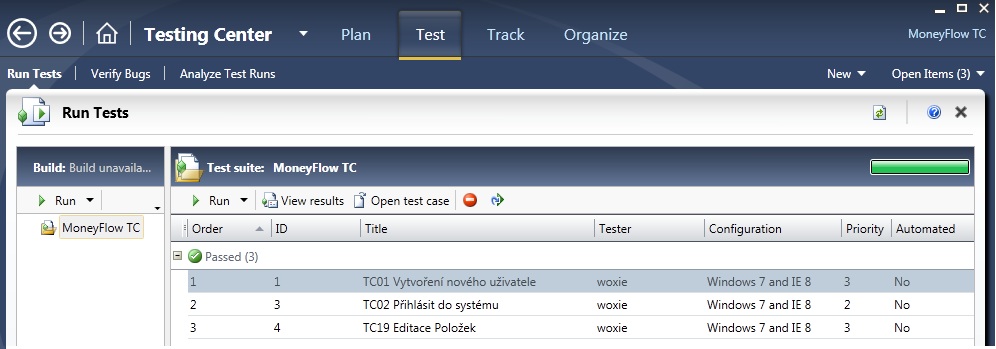 Testing Center Plan Test Track Organize MoneyFlow TC
Run Tests Verify Bugs Analyze Test Runs New Open Items (3)
Run Tests
Build: Build unavaila... Test suite: MoneyFlow TC
Run Run View results Open test case
MoneyFlow TC Order ID Title Tester Configuration Priority Automated
Passed (3)
1 1 TC01 Vytvoření nového uživatele woxie Windows 7 and IE 8 3 No
2 3 TC02 Přihlásit do systému woxie Windows 7 and IE 8 2 No
3 4 TC19 Editace Položek woxie Windows 7 and IE 8 3 No